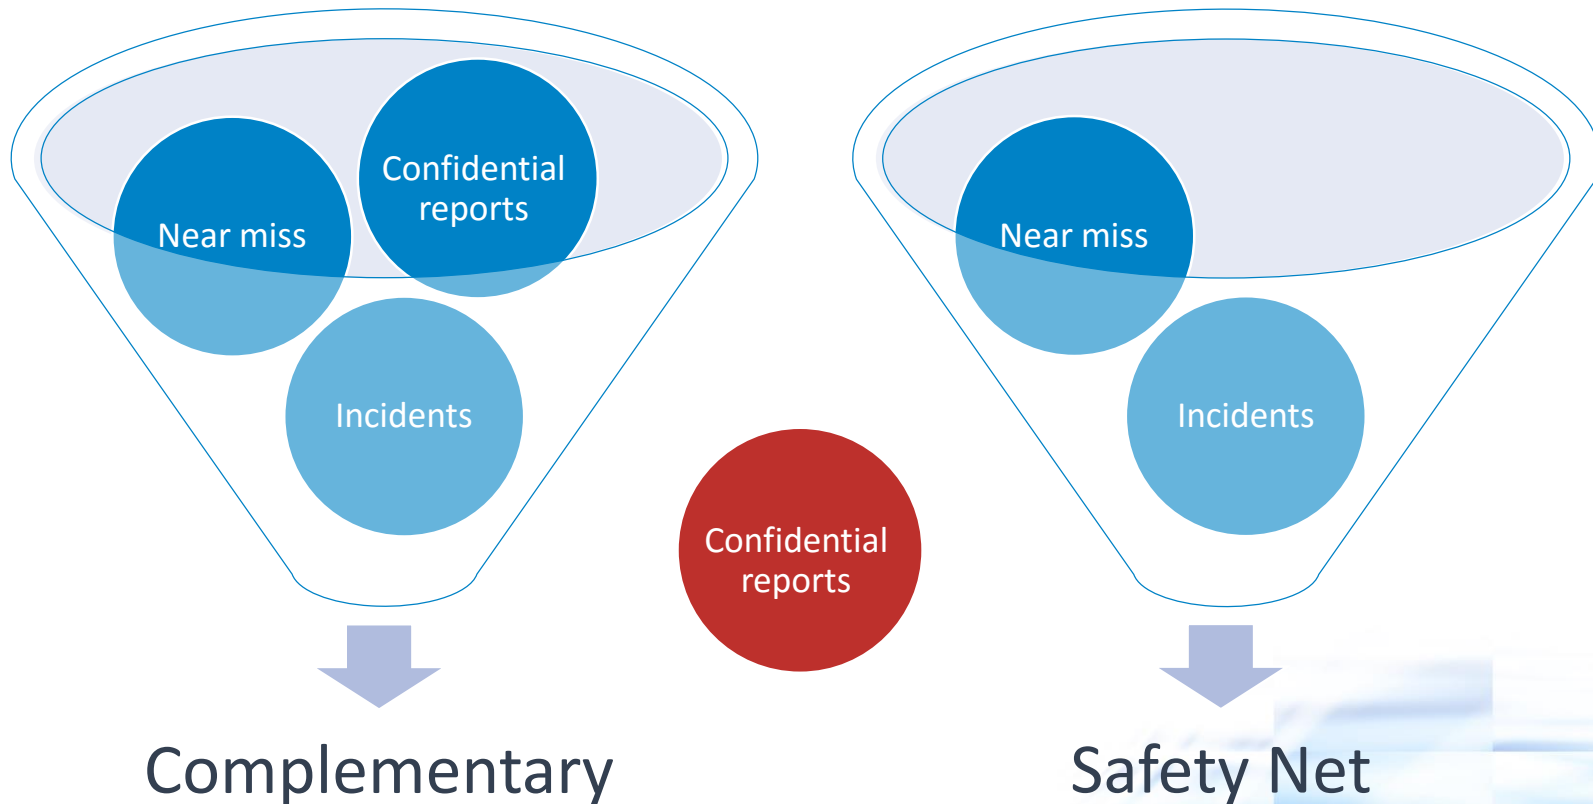 Confidential
reports
Near miss
Incidents
Complementary
Confidential
reports
Near miss
Incidents
Safety Net